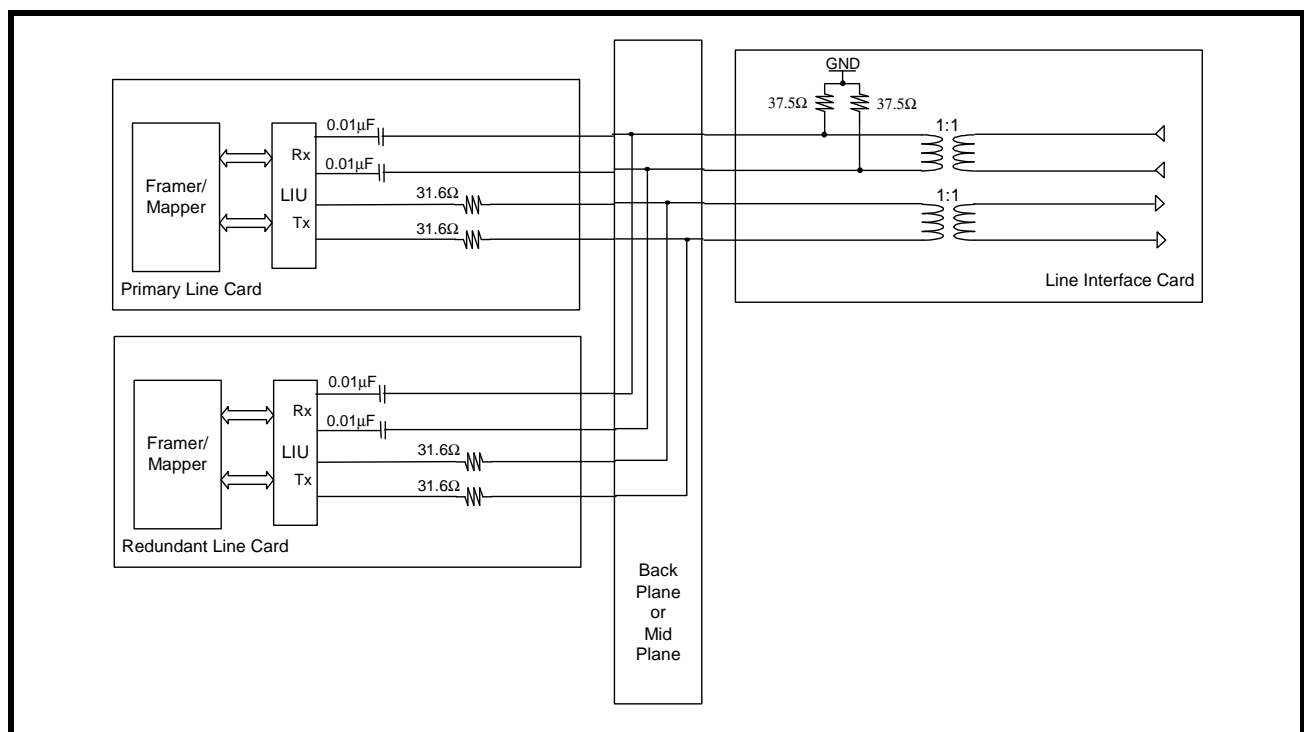 GND
37.5Ω
37.5Ω
0.01μF
1:1
Rx
0.01μF
Framer/
Mapper
LIU
31.6Ω
1:1
Tx
31.6Ω
Primary Line Card
Line Interface Card
0.01μF
Rx
0.01μF
Framer/
Mapper
LIU
31.6Ω
Tx
31.6Ω
Redundant Line Card
Back
Plane
or
Mid
Plane